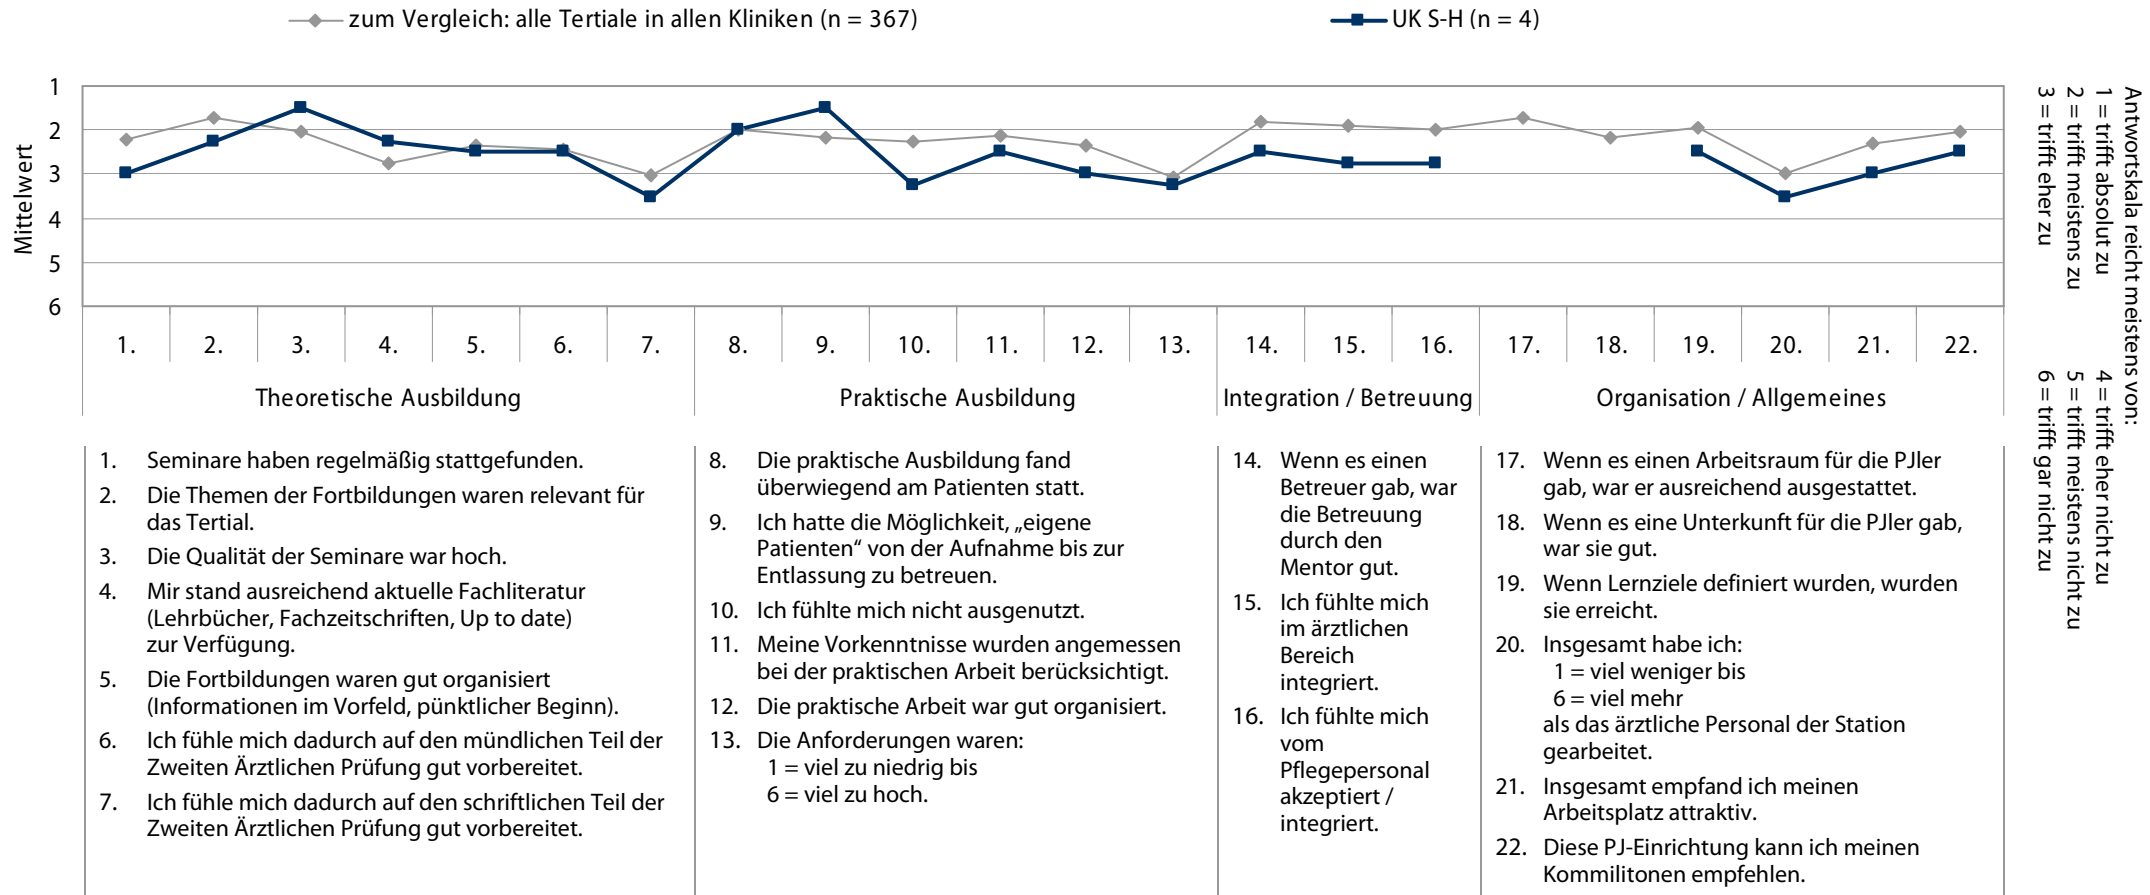 zum Vergleich: alle Tertiale in allen Kliniken (n = 367)
UK S-H (n = 4)
Mittelwert
1
2
3
4
5
6
1. 2. 3. 4. 5. 6. 7. 8. 9. 10. 11. 12. 13. 14. 15. 16. 17. 18. 19. 20. 21. 22.
Theoretische Ausbildung
Praktische Ausbildung
Integration / Betreuung
Organisation / Allgemeines
Antwortskala reicht meistens von:
1 = trifft absolut zu
2 = trifft meistens zu
3 = trifft eher zu
4 = trifft eher nicht zu
5 = trifft meistens nicht zu
6 = trifft gar nicht zu
1. Seminare haben regelmäßig stattgefunden.
2. Die Themen der Fortbildungen waren relevant für
das Tertial.
3. Die Qualität der Seminare war hoch.
4. Mir stand ausreichend aktuelle Fachliteratur
(Lehrbücher, Fachzeitschriften, Up to date)
zur Verfügung.
5. Die Fortbildungen waren gut organisiert
(Informationen im Vorfeld, pünktlicher Beginn).
6. Ich fühle mich dadurch auf den mündlichen Teil der
Zweiten Ärztlichen Prüfung gut vorbereitet.
7. Ich fühle mich dadurch auf den schriftlichen Teil der
Zweiten Ärztlichen Prüfung gut vorbereitet.
8. Die praktische Ausbildung fand
überwiegend am Patienten statt.
9. Ich hatte die Möglichkeit, „eigene
Patienten“ von der Aufnahme bis zur
Entlassung zu betreuen.
10. Ich fühlte mich nicht ausgenutzt.
11. Meine Vorkenntnisse wurden angemessen
bei der praktischen Arbeit berücksichtigt.
12. Die praktische Arbeit war gut organisiert.
13. Die Anforderungen waren:
1 = viel zu niedrig bis
6 = viel zu hoch.
14. Wenn es einen
Betreuer gab, war
die Betreuung
durch den
Mentor gut.
15. Ich fühlte mich
im ärztlichen
Bereich
integriert.
16. Ich fühlte mich
vom
Pflegepersonal
akzeptiert /
integriert.
17. Wenn es einen Arbeitsraum für die PJler
gab, war er ausreichend ausgestattet.
18. Wenn es eine Unterkunft für die PJler gab,
war sie gut.
19. Wenn Lernziele definiert wurden, wurden
sie erreicht.
20. Insgesamt habe ich:
1 = viel weniger bis
6 = viel mehr
als das ärztliche Personal der Station
gearbeitet.
21. Insgesamt empfand ich meinen
Arbeitsplatz attraktiv.
22. Diese PJ-Einrichtung kann ich meinen
Kommilitonen empfehlen.